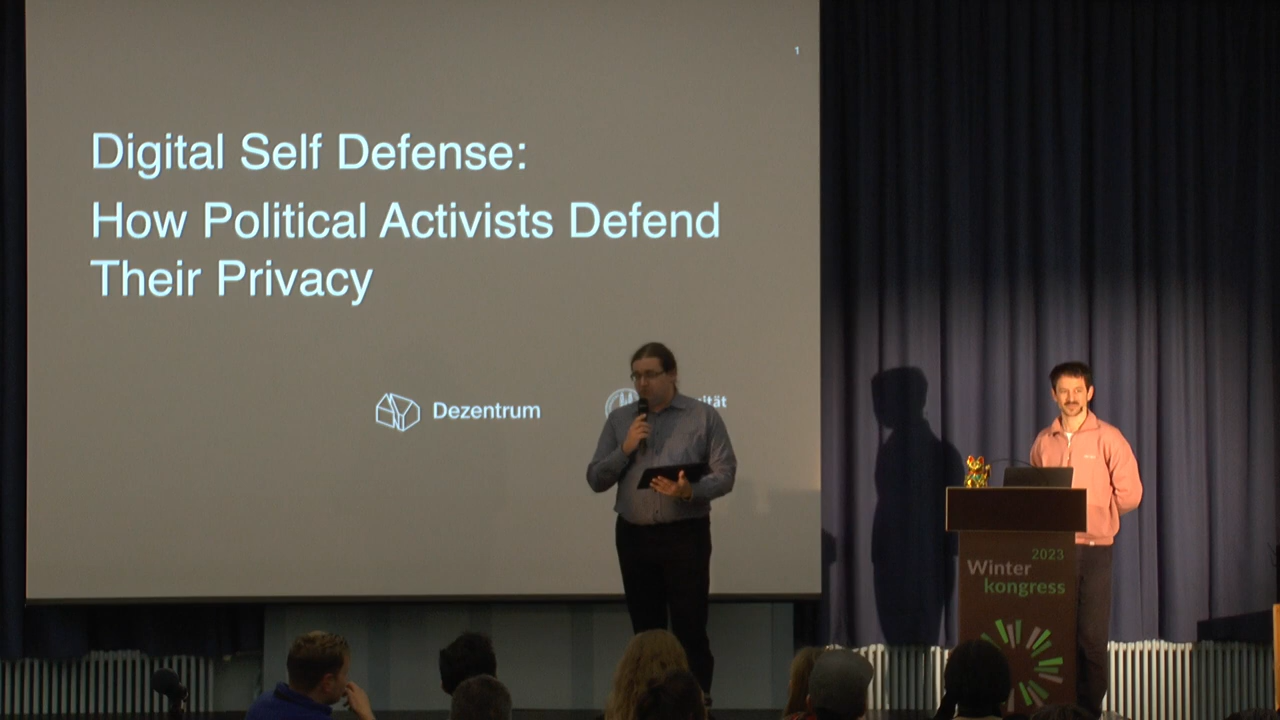 1
Digital Self Defense:
How Political Activists Defend
Their Privacy
Dezentrum
2023
Winter
kongress